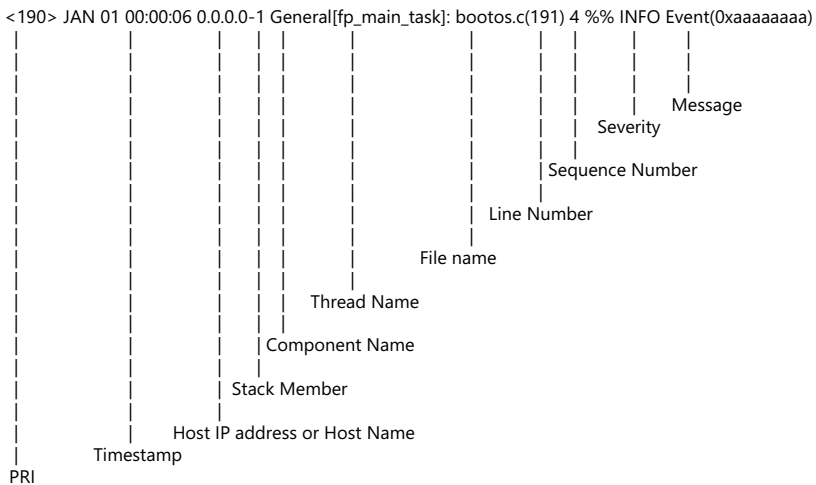 <190> JAN 01 00:00:06 0.0.0.0-1 General[fp_main_task]: bootos.c(191) 4 %% INFO Event(0xaaaaaaaa)
Message
Severity
Sequence Number
Line Number
File name
Thread Name
Component Name
Stack Member
Host IP address or Host Name
Timestamp
PRI